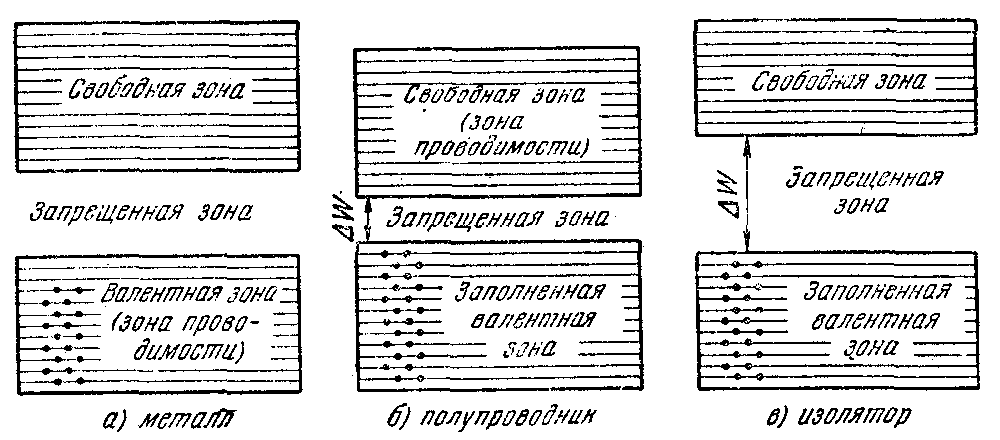 Свободная зона
Запрещенная зона
Валентная зона
(зона прово-
димости)
а) металл
Свободная зона
(зона
проводимости)
ΔW
Запрещенная зона
Заполненная
валентная
зона
б) полупроводник
Свободная зона
ΔW
Запрещенная
зона
Заполненная
валентная
зона
в) изолятор